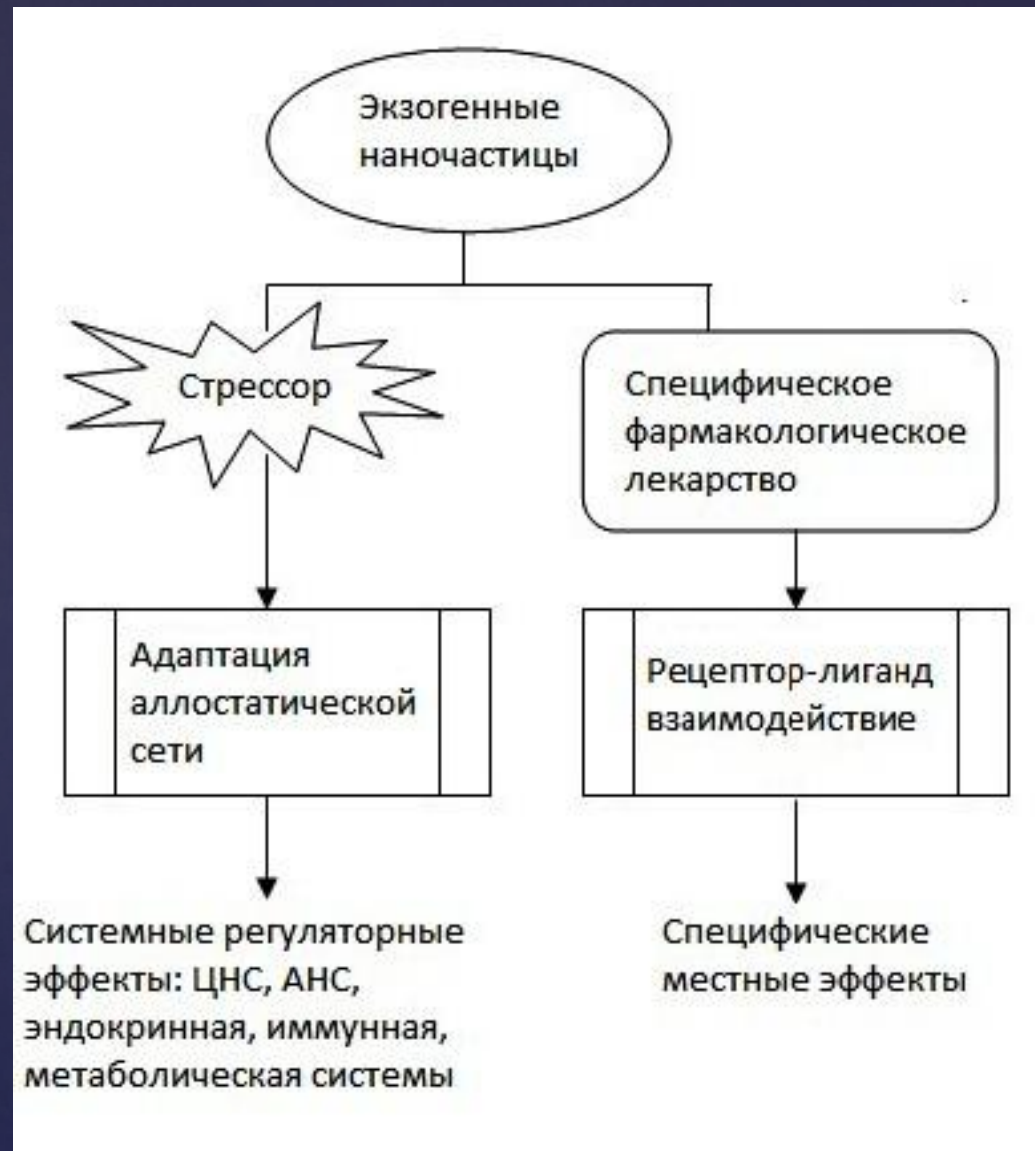 Экзогенные
наночастицы
Стрессор
Специфическое
фармакологическое
лекарство
Адаптация
аллостатической
сети
Рецептор-лиганд
взаимодействие
Системные регуляторные
эффекты: ЦНС, АНС,
эндокринная, иммунная,
метаболическая системы
Специфические
местные эффекты